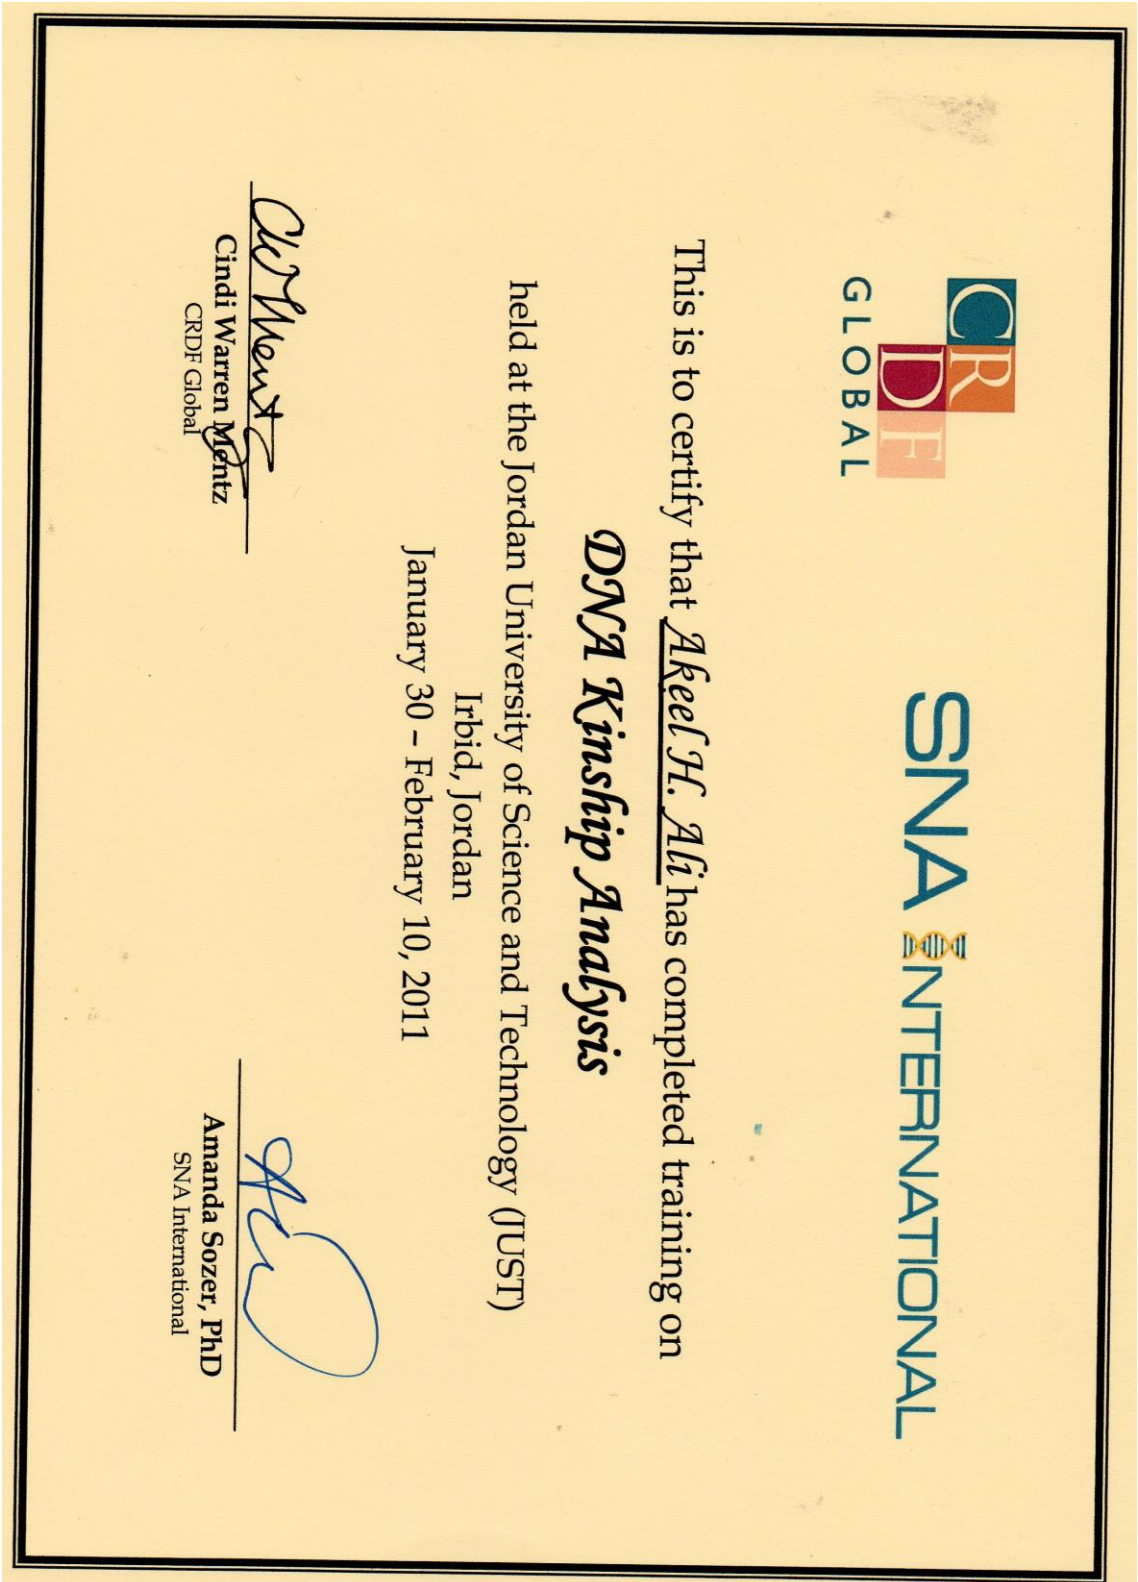 CRDF
GLOBAL
SNA INTERNATIONAL
This is to certify that Akeel H. Ali has completed training on
DNA Kinship Analysis
held at the Jordan University of Science and Technology (JUST)
Irbid, Jordan
January 30 – February 10, 2011
Cindi Warren Mentz
CRDF Global
Amanda Sozer, PhD
SNA International